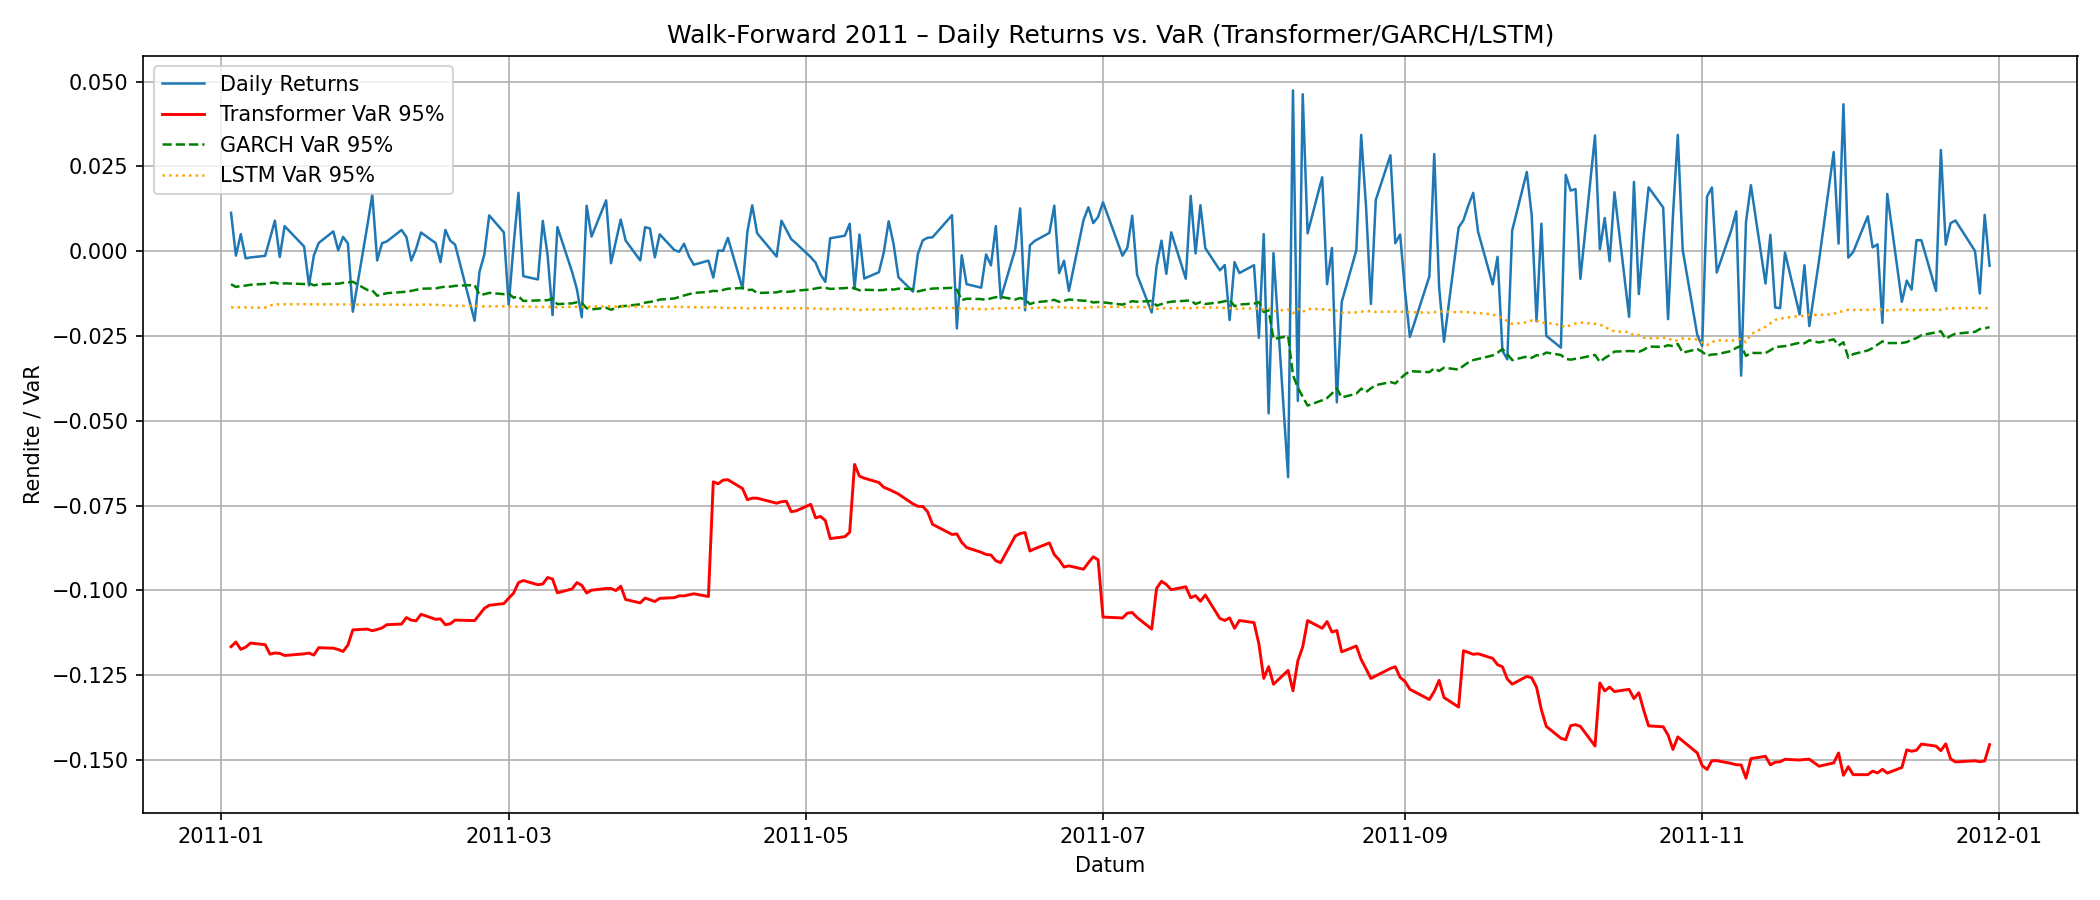 Walk-Forward 2011 – Daily Returns vs. VaR (Transformer/GARCH/LSTM)
Daily Returns
Transformer VaR 95%
GARCH VaR 95%
LSTM VaR 95%
Rendite / VaR
0.050
0.025
0.000
−0.025
−0.050
−0.075
−0.100
−0.125
−0.150
2011-01
2011-03
2011-05
2011-07
2011-09
2011-11
2012-01
Datum